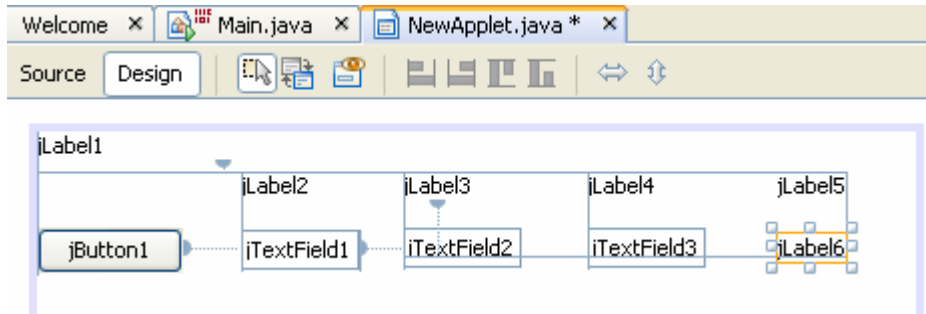 Welcome Main.java NewApplet.java *
Source Design
jLabel1
jLabel2 jLabel3 jLabel4 jLabel5
jButton1 jTextField1 jTextField2 jTextField3 jLabel6